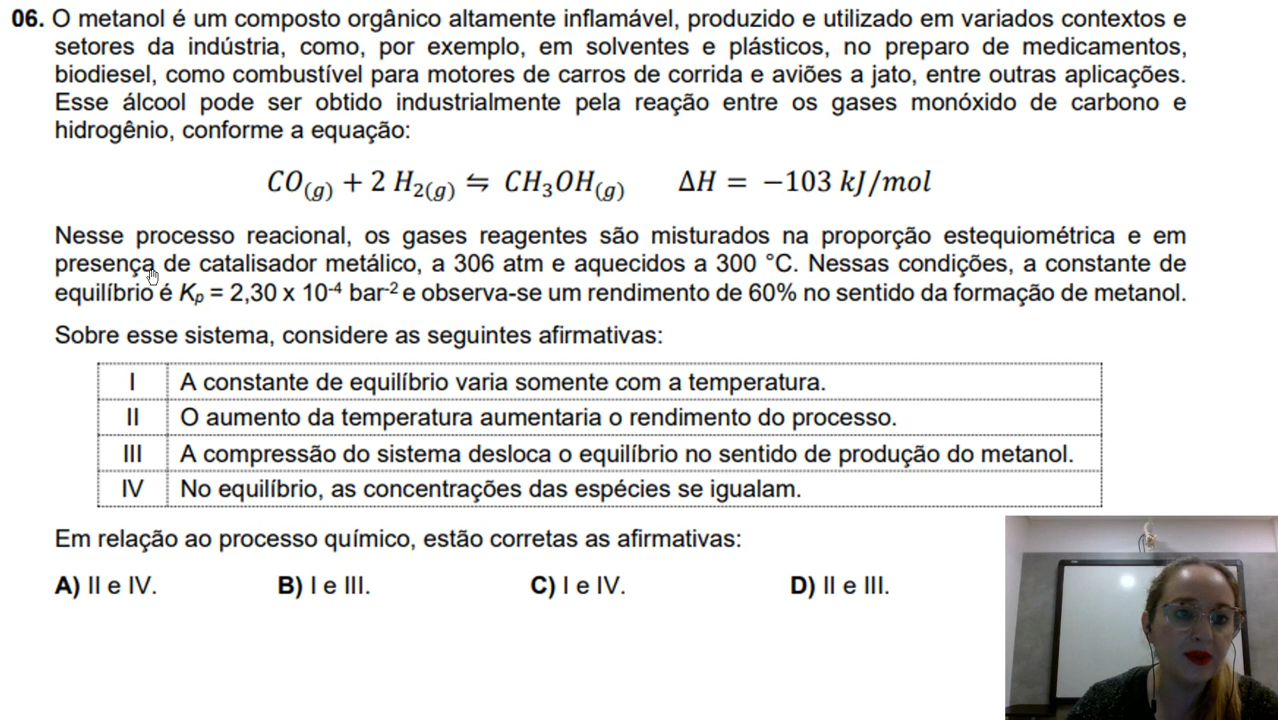 06. O metanol é um composto orgânico altamente inflamável, produzido e utilizado em variados contextos e
setores da indústria, como, por exemplo, em solventes e plásticos, no preparo de medicamentos,
biodiesel, como combustível para motores de carros de corrida e aviões a jato, entre outras aplicações.
Esse álcool pode ser obtido industrialmente pela reação entre os gases monóxido de carbono e
hidrogênio, conforme a equação:
CO(g) + 2 H2(g) ⇋ CH3OH(g) ΔH = −103 kJ/mol
Nesse processo reacional, os gases reagentes são misturados na proporção estequiométrica e em
presença de catalisador metálico, a 306 atm e aquecidos a 300 °C. Nessas condições, a constante de
equilíbrio é Kp = 2,30 x 10-4 bar-2 e observa-se um rendimento de 60% no sentido da formação de metanol.
Sobre esse sistema, considere as seguintes afirmativas:
I A constante de equilíbrio varia somente com a temperatura.
II O aumento da temperatura aumentaria o rendimento do processo.
III A compressão do sistema desloca o equilíbrio no sentido de produção do metanol.
IV No equilíbrio, as concentrações das espécies se igualam.
Em relação ao processo químico, estão corretas as afirmativas:
A) II e IV. B) I e III. C) I e IV. D) II e III.